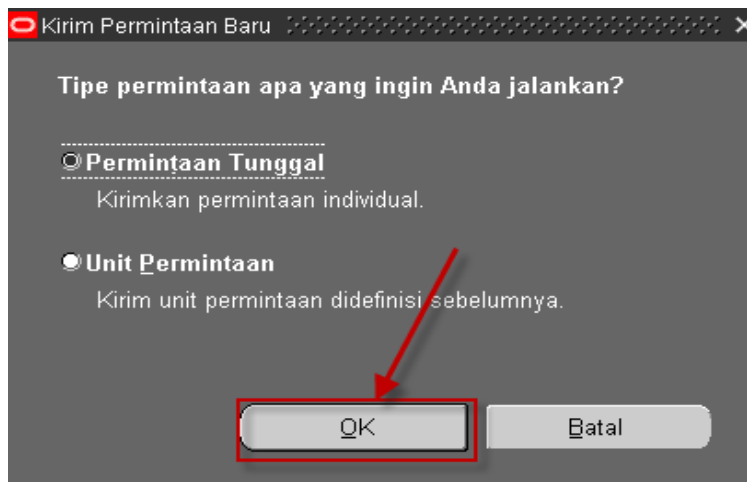 Kirim Permintaan Baru
Tipe permintaan apa yang ingin Anda jalankan?
Permintaan Tunggal
Kirimkan permintaan individual.
Unit Permintaan
Kirim unit permintaan didefinisi sebelumnya.
OK
Batal